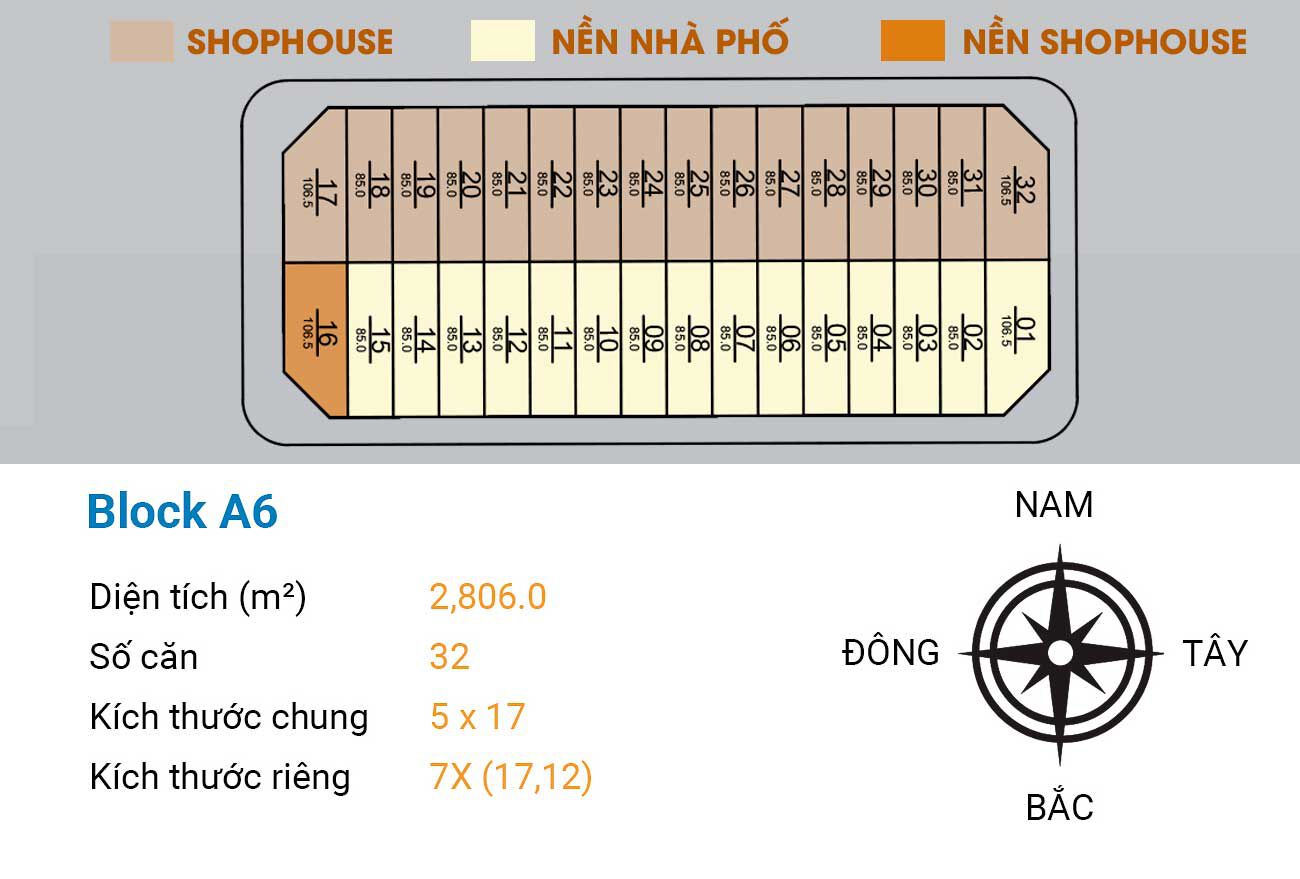 SHOPHOUSE NỀN NHÀ PHỐ NỀN SHOPHOUSE
17 18 19 20 21 22 23 24 25 26 27 28 29 30 31 32
106.5 85.0 85.0 85.0 85.0 85.0 85.0 85.0 85.0 85.0 85.0 85.0 85.0 85.0 85.0 106.5
16 15 14 13 12 11 10 09 08 07 06 05 04 03 02 01
106.5 85.0 85.0 85.0 85.0 85.0 85.0 85.0 85.0 85.0 85.0 85.0 85.0 85.0 85.0 106.5
Block A6
Diện tích (m²) 2,806.0
Số căn 32
Kích thước chung 5 x 17
Kích thước riêng 7X (17,12)
NAM
ĐÔNG TÂY
BẮC